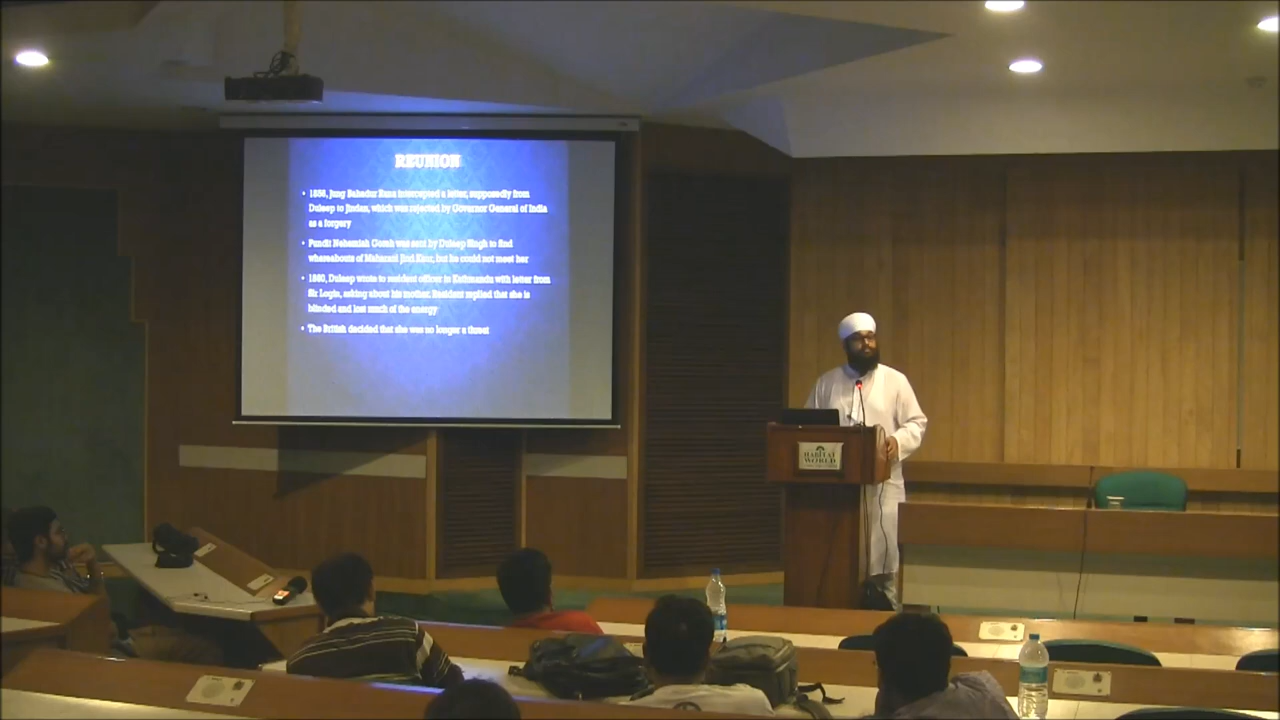 REUNION
• 1856, Jung Bahadur Rana intercepted a letter, supposedly from
Duleep to Jindan, which was rejected by Governor General of India
as a forgery
• Pundit Nehemiah Goreh was sent by Duleep Singh to find
whereabouts of Maharani Jind Kaur, but he could not meet her
• 1860, Duleep wrote to resident officer in Kathmandu with letter from
Sir Login, asking about his mother. Resident replied that she is
blinded and lost much of the energy
• The British decided that she was no longer a threat
HABITAT
WORLD